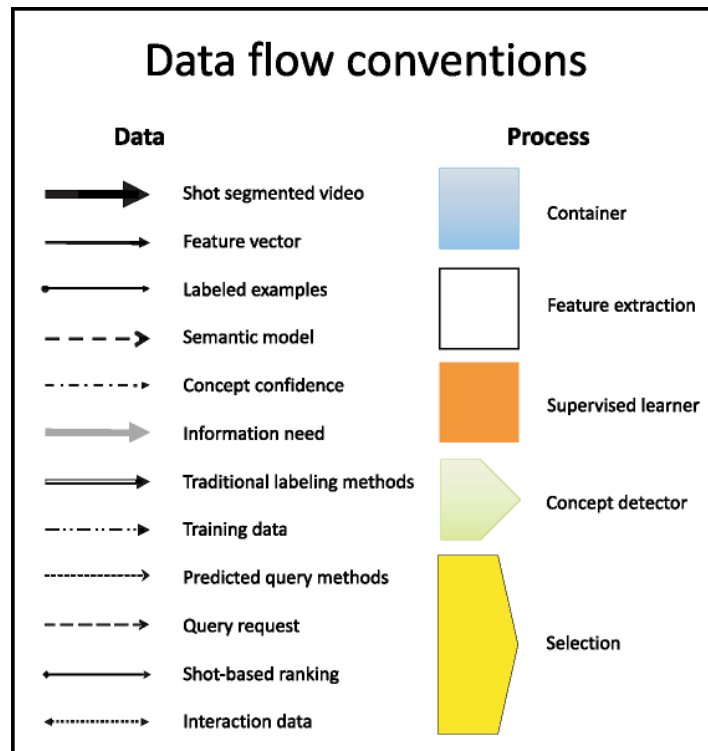 Data flow conventions
Data
Shot segmented video
Feature vector
Labeled examples
Semantic model
Concept confidence
Information need
Traditional labeling methods
Training data
Predicted query methods
Query request
Shot-based ranking
Interaction data
Process
Container
Feature extraction
Supervised learner
Concept detector
Selection